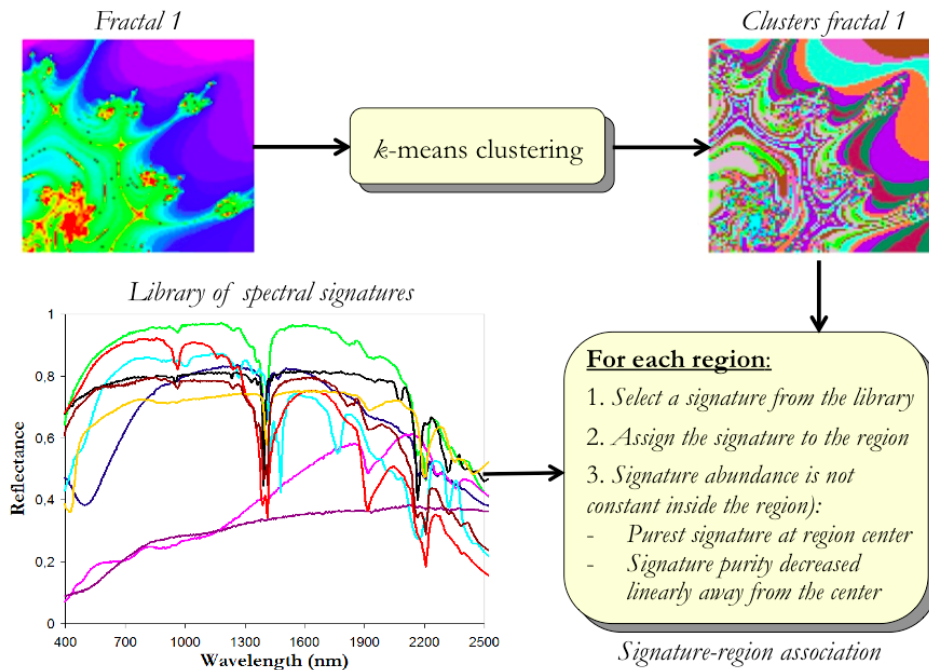 Fractal 1
Clusters fractal 1
k-means clustering
Library of spectral signatures
1
0.8
0.6
0.4
0.2
0
Reflectance
400 700 1000 1300 1600 1900 2200 2500
Wavelength (nm)
For each region:
1. Select a signature from the library
2. Assign the signature to the region
3. Signature abundance is not
constant inside the region):
- Purest signature at region center
- Signature purity decreased
linearly away from the center
Signature-region association